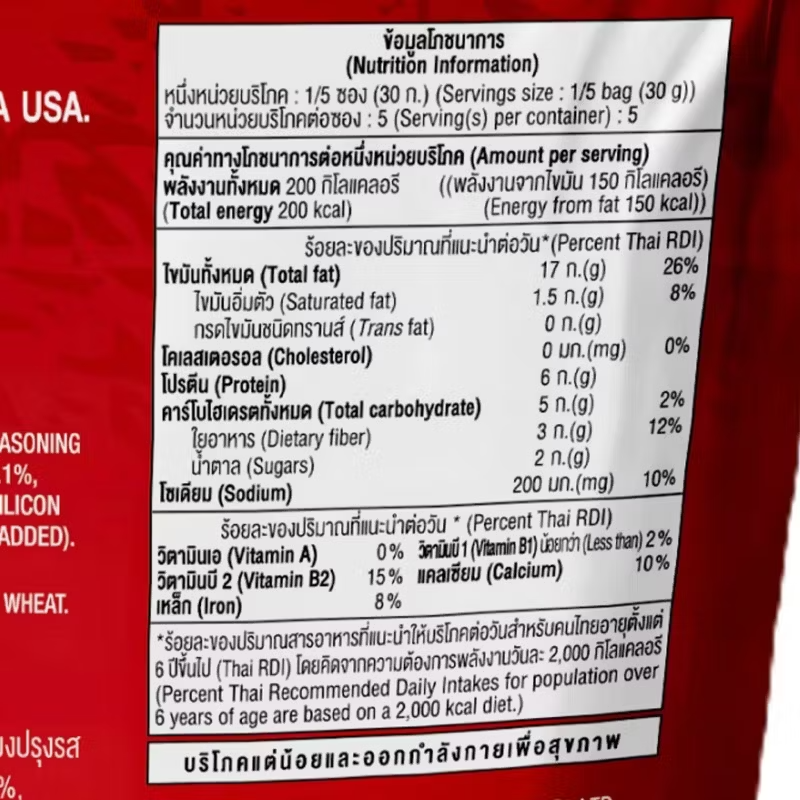 A USA.
ข้อมูลโภชนาการ
(Nutrition Information)
หนึ่งหน่วยบริโภค : 1/5 ซอง (30 ก.) (Servings size : 1/5 bag (30 g))
จำนวนหน่วยบริโภคต่อซอง : 5 (Serving(s) per container) : 5
คุณค่าทางโภชนาการต่อหนึ่งหน่วยบริโภค (Amount per serving)
พลังงานทั้งหมด 200 กิโลแคลอรี ((พลังงานจากไขมัน 150 กิโลแคลอรี)
(Total energy 200 kcal) (Energy from fat 150 kcal))
ร้อยละของปริมาณที่แนะนำต่อวัน*(Percent Thai RDI)
ไขมันทั้งหมด (Total fat) 17 ก.(g) 26%
ไขมันอิ่มตัว (Saturated fat) 1.5 ก.(g) 8%
กรดไขมันชนิดทรานส์ (Trans fat) 0 ก.(g)
โคเลสเตอรอล (Cholesterol) 0 มก.(mg) 0%
โปรตีน (Protein) 6 ก.(g)
คาร์โบไฮเดรตทั้งหมด (Total carbohydrate) 5 ก.(g) 2%
ใยอาหาร (Dietary fiber) 3 ก.(g) 12%
น้ำตาล (Sugars) 2 ก.(g)
โซเดียม (Sodium) 200 มก.(mg) 10%
ร้อยละของปริมาณที่แนะนำต่อวัน * (Percent Thai RDI)
วิตามินเอ (Vitamin A) 0% วิตามินบี 1 (Vitamin B1) น้อยกว่า (Less than) 2%
วิตามินบี 2 (Vitamin B2) 15% แคลเซียม (Calcium) 10%
เหล็ก (Iron) 8%
*ร้อยละของปริมาณสารอาหารที่แนะนำให้บริโภคต่อวันสำหรับคนไทยอายุตั้งแต่
6 ปีขึ้นไป (Thai RDI) โดยคิดจากความต้องการพลังงานวันละ 2,000 กิโลแคลอรี
(Percent Thai Recommended Daily Intakes for population over
6 years of age are based on a 2,000 kcal diet.)
บริโภคแต่น้อยและออกกำลังกายเพื่อสุขภาพ
EASONING
.1%,
ILICON
ADDED).
WHEAT.
งปรุงรส
%,